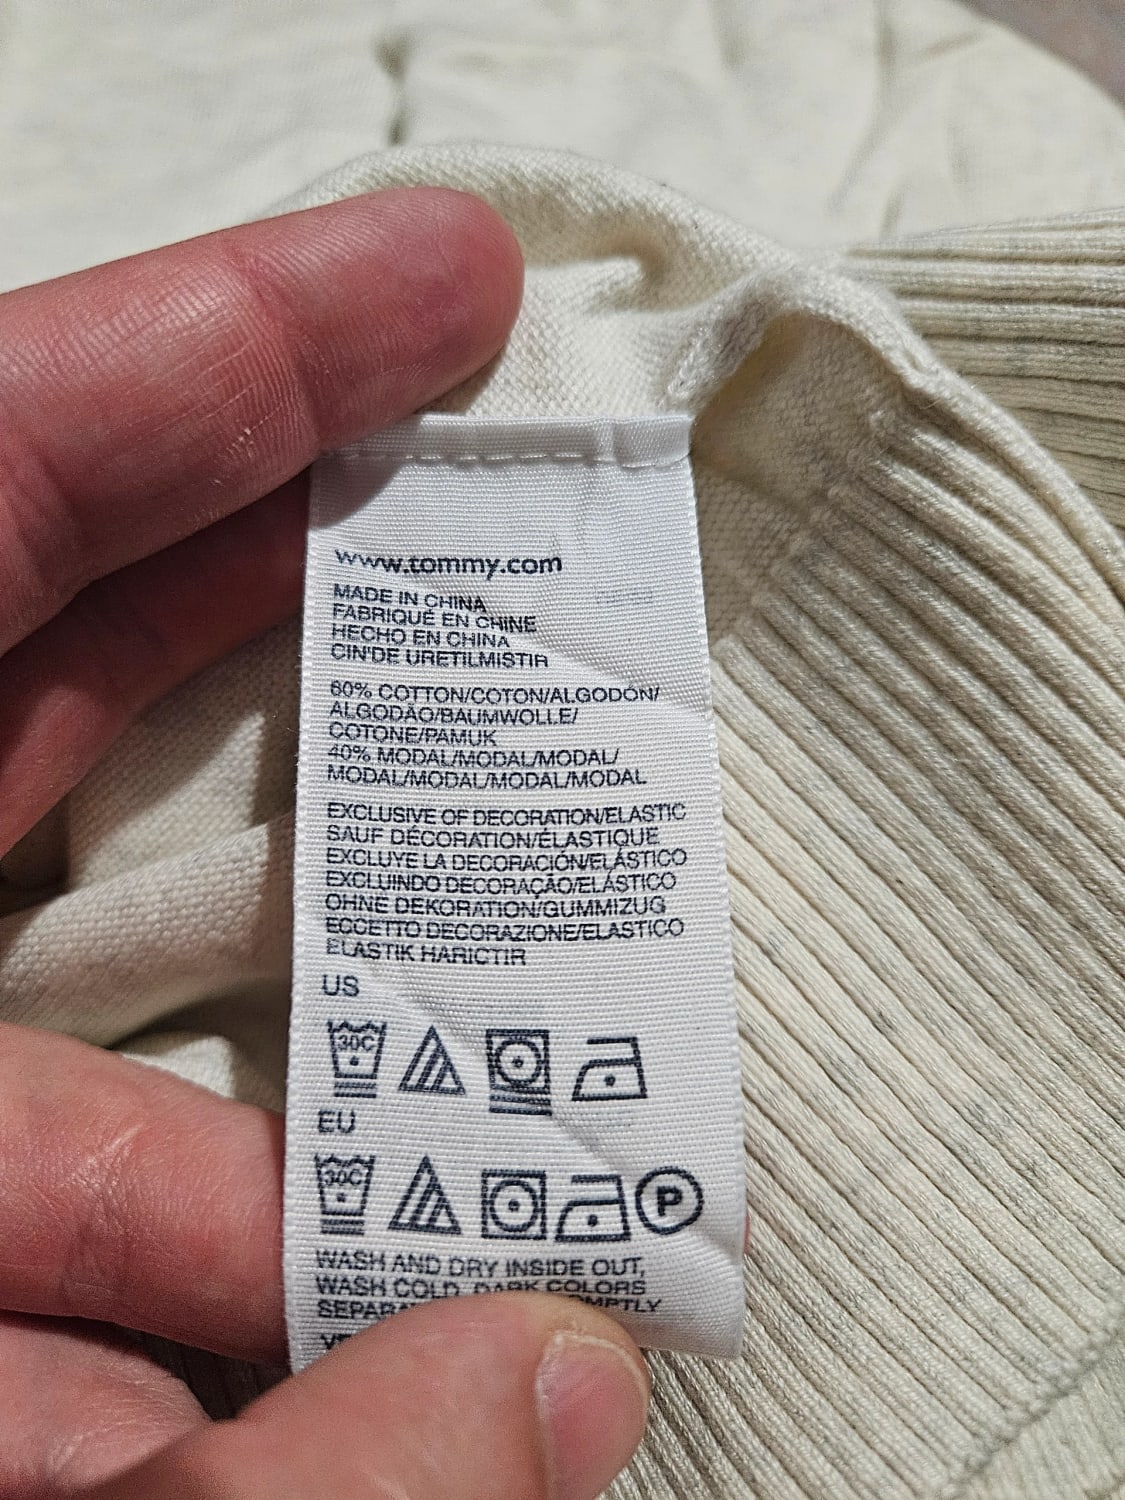 www.tommy.com
MADE IN CHINA
FABRIQUÉ EN CHINE
HECHO EN CHINA
CIN'DE URETILMISTIR
60% COTTON/COTON/ALGODÓN/
ALGODÃO/BAUMWOLLE/
COTONE/PAMUK
40% MODAL/MODAL/MODAL/
MODAL/MODAL/MODAL/MODAL
EXCLUSIVE OF DECORATION/ELASTIC
SAUF DÉCORATION/ÉLASTIQUE
EXCLUYE LA DECORACIÓN/ELÁSTICO
EXCLUINDO DECORAÇÃO/ELÁSTICO
OHNE DEKORATION/GUMMIZUG
ECCETTO DECORAZIONE/ELASTICO
ELASTIK HARICTIR
US
30C
EU
30C P
WASH AND DRY INSIDE OUT,
WASH COLD, DARK COLORS